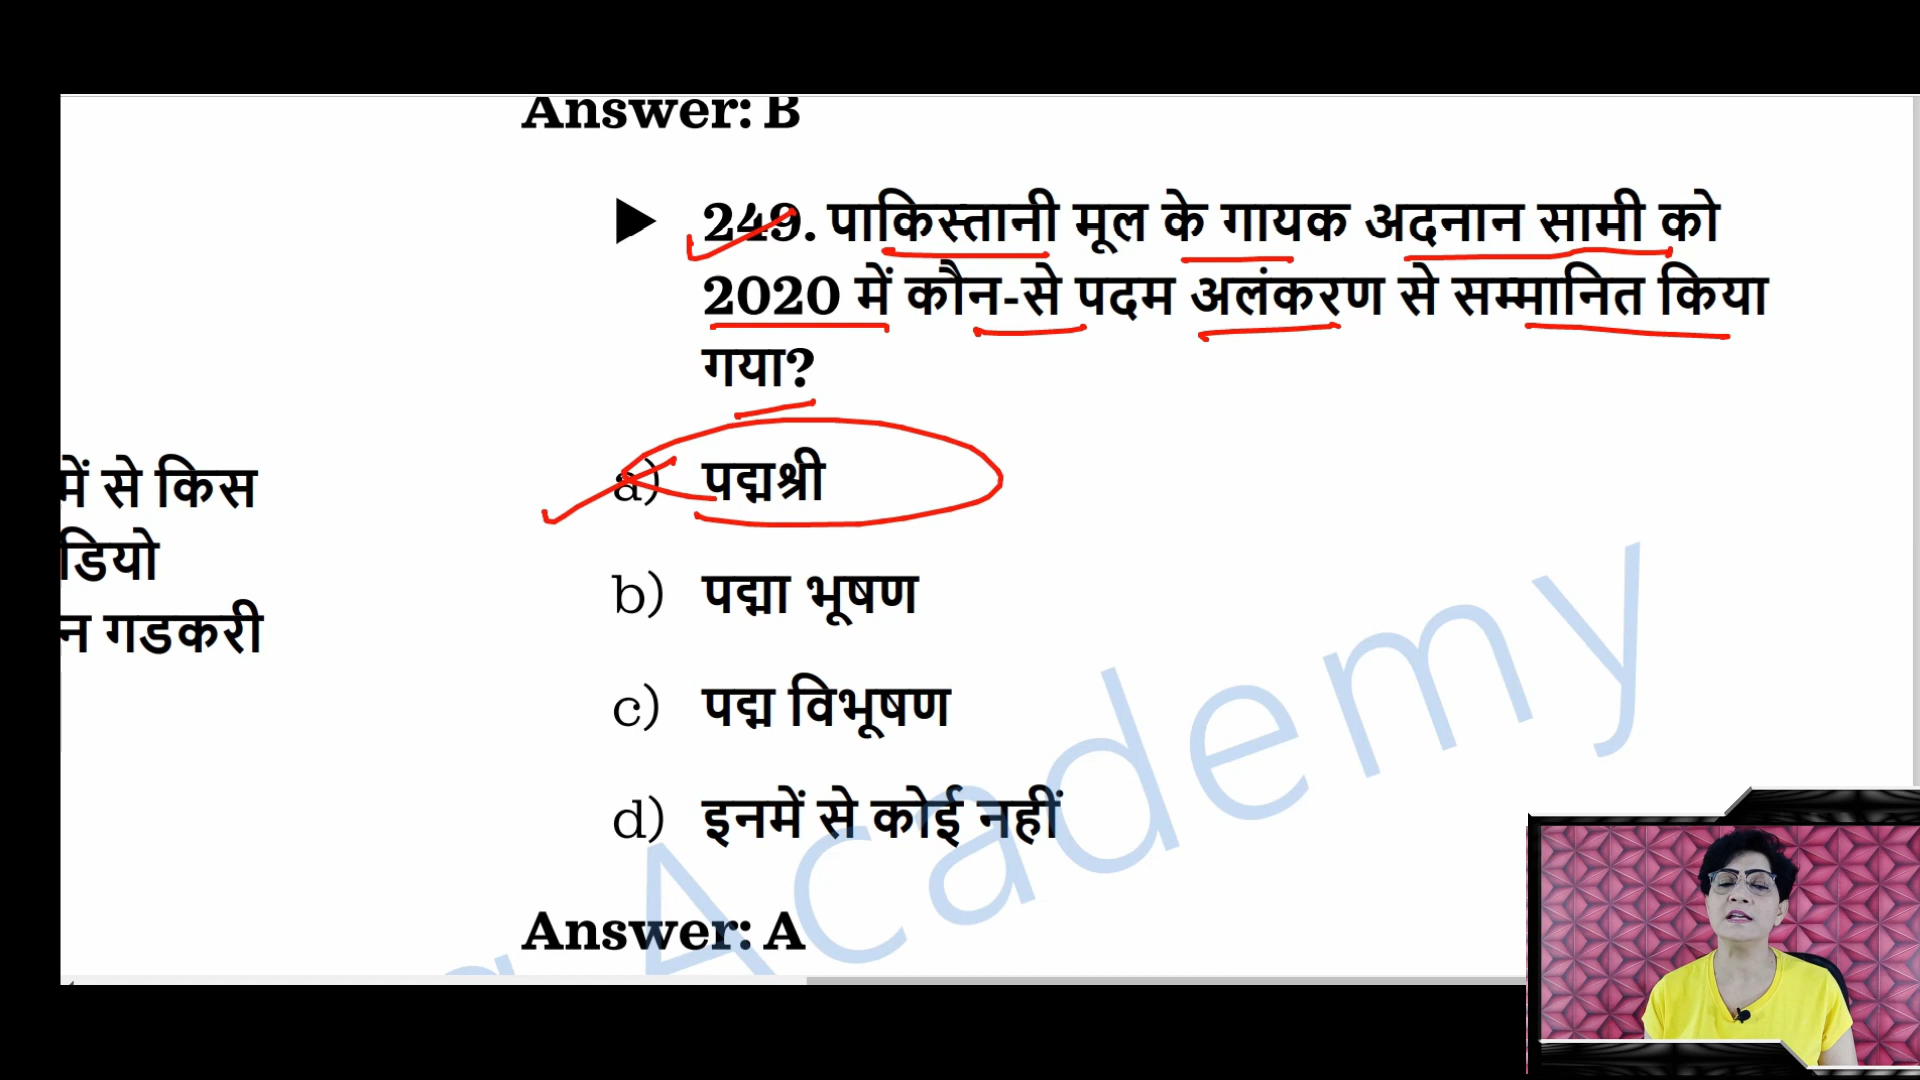 Answer: B
249. पाकिस्तानी मूल के गायक अदनान सामी को
2020 में कौन-से पदम अलंकरण से सम्मानित किया
गया?
a) पद्मश्री
b) पद्मा भूषण
c) पद्म विभूषण
d) इनमें से कोई नहीं
Answer: A
में से किस
डियो
न गडकरी
Academy